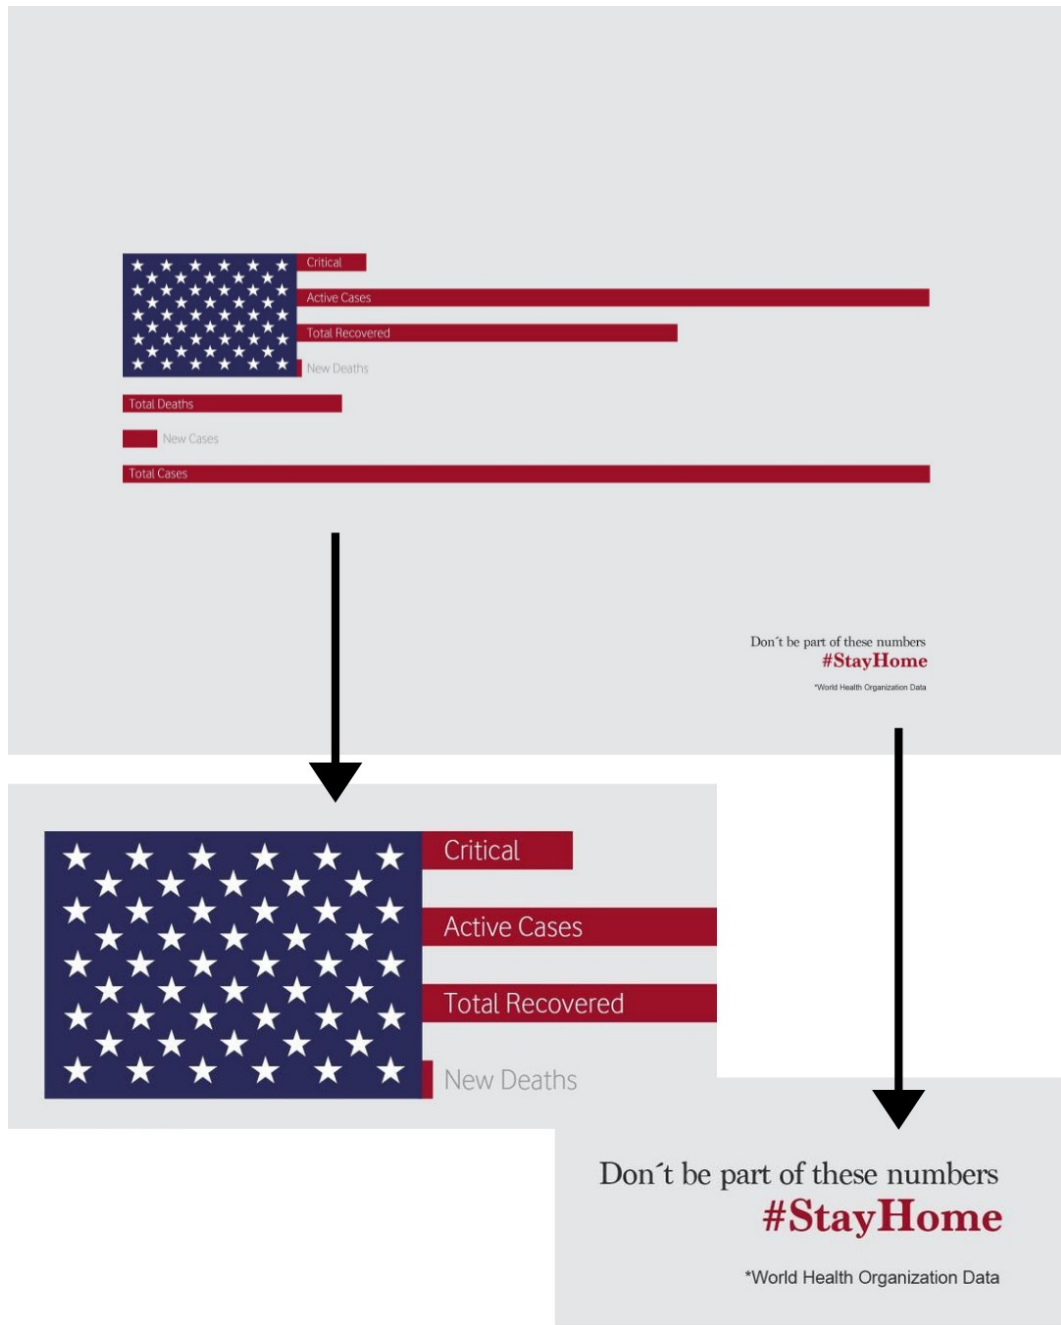 Critical
Active Cases
Total Recovered
New Deaths
Total Deaths
New Cases
Total Cases
Don´t be part of these numbers
#StayHome
*World Health Organization Data
Critical
Active Cases
Total Recovered
New Deaths
Don´t be part of these numbers
#StayHome
*World Health Organization Data